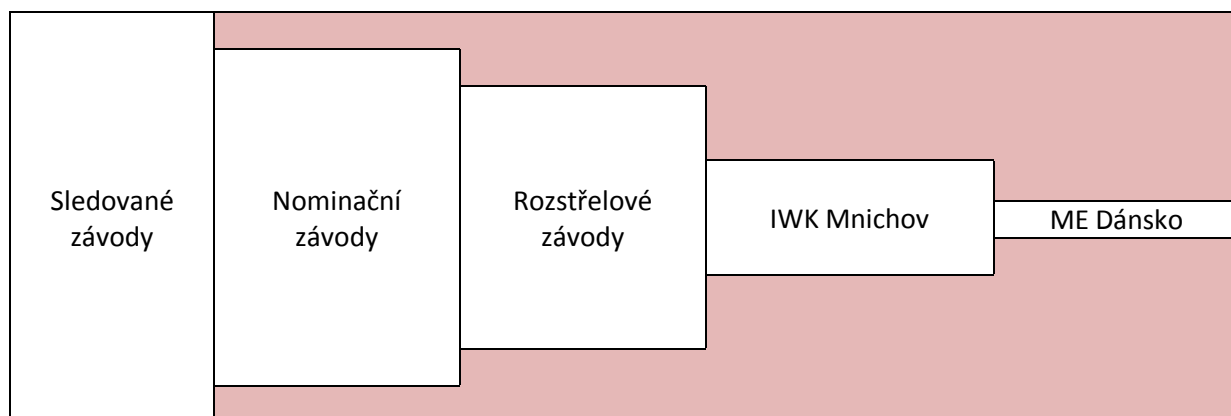 Sledované
závody
Nominační
závody
Rozstřelové
závody
IWK Mnichov
ME Dánsko